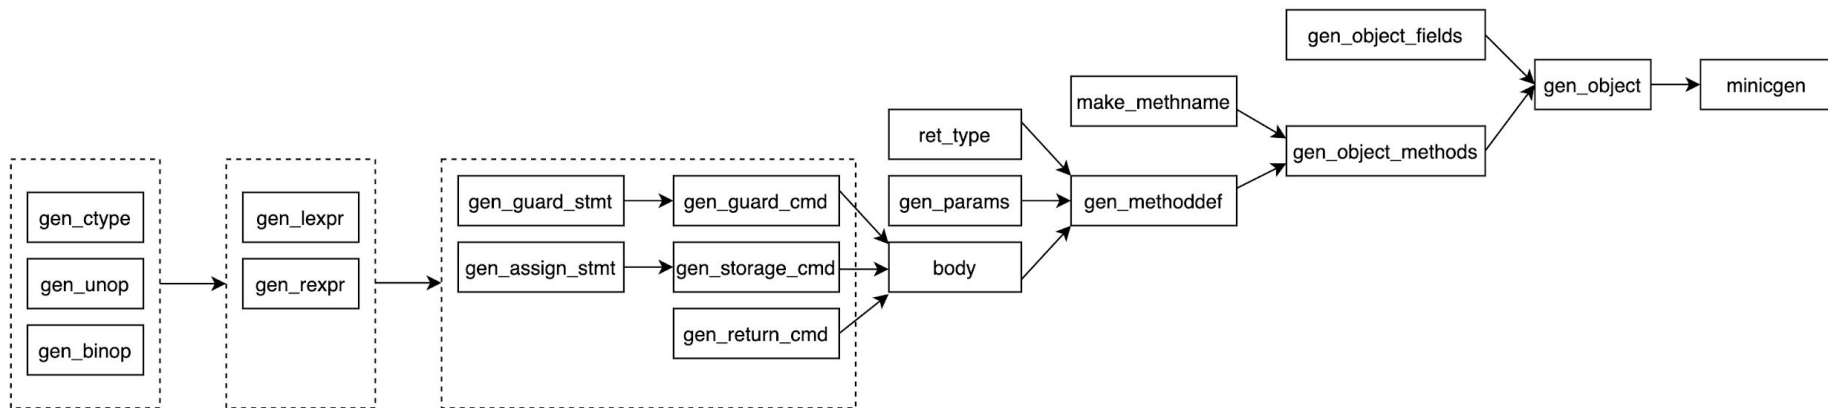 gen_object_fields
gen_object
minicgen
make_methname
ret_type
gen_object_methods
gen_guard_stmt
gen_guard_cmd
gen_params
gen_methoddef
gen_ctype
gen_lexpr
gen_assign_stmt
gen_storage_cmd
body
gen_unop
gen_rexpr
gen_return_cmd
gen_binop